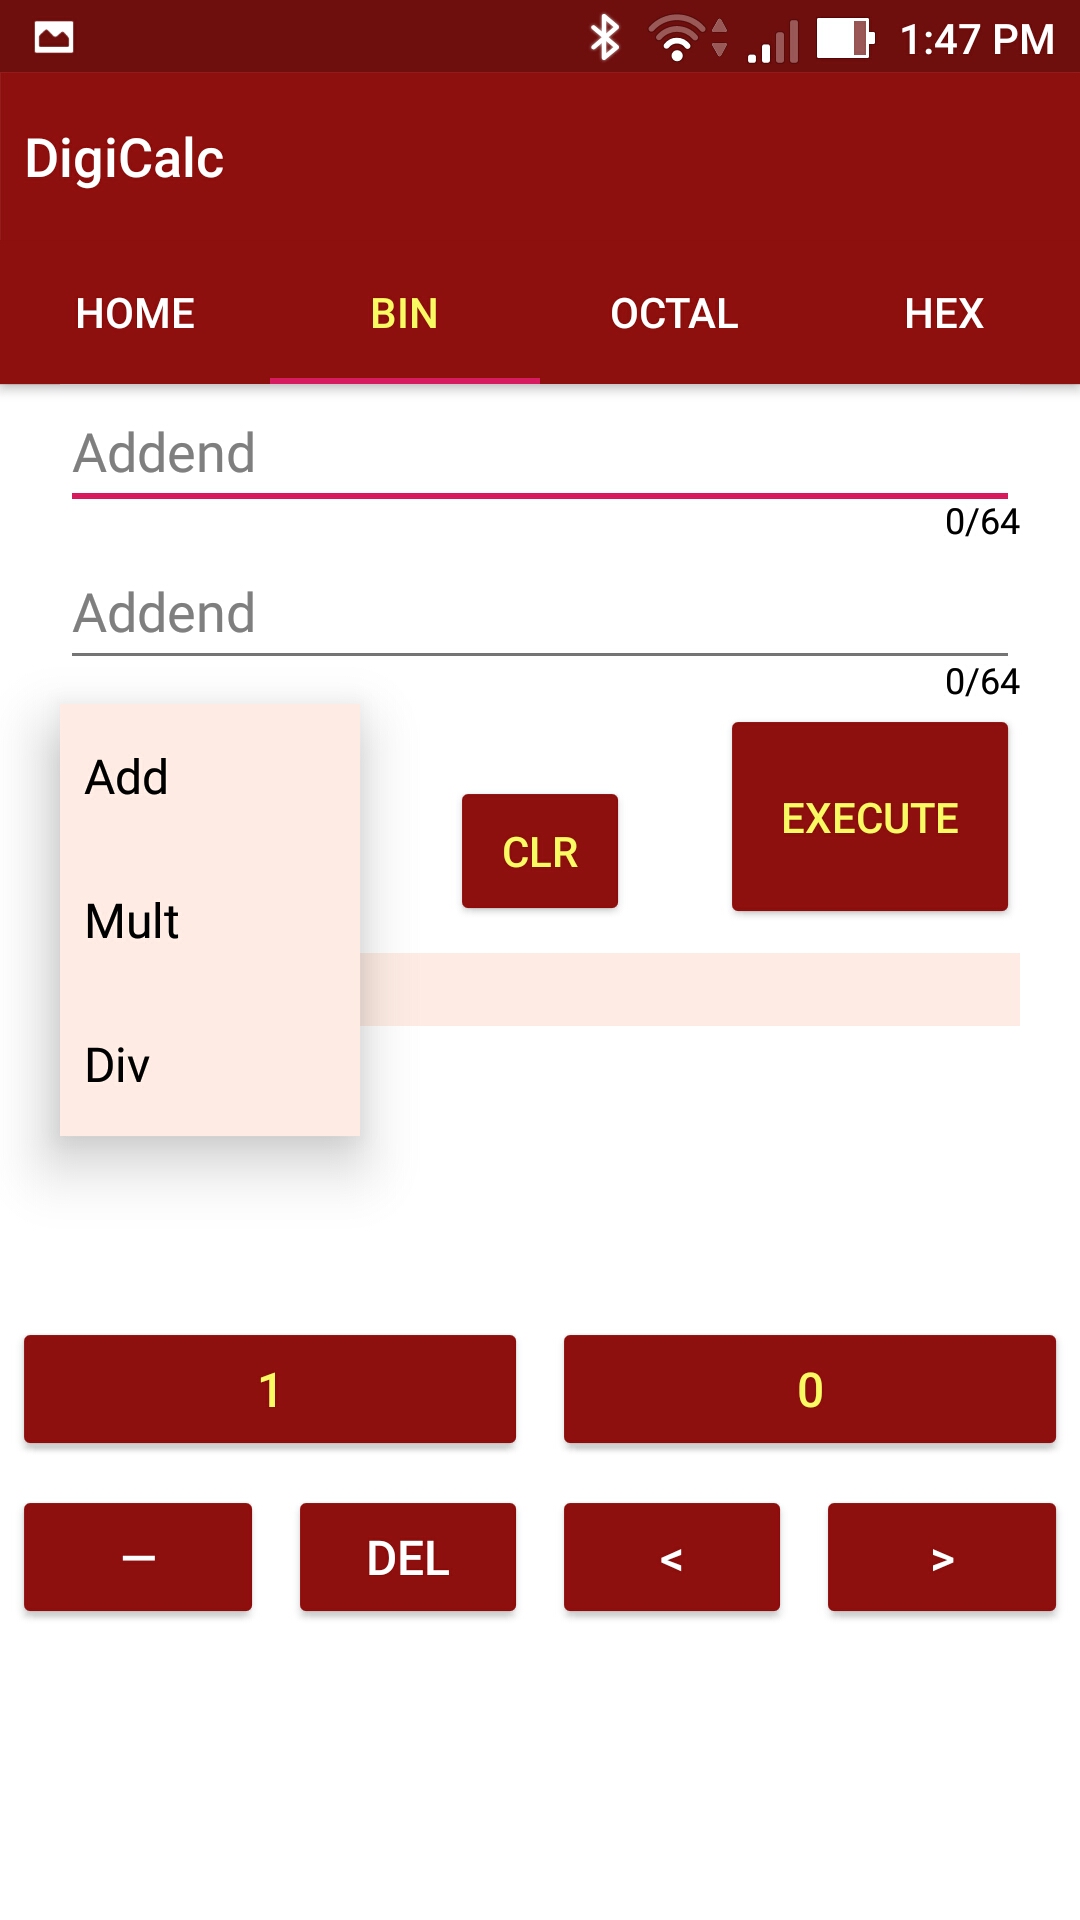 1:47 PM
DigiCalc
HOME BIN OCTAL HEX
Addend
0/64
Addend
0/64
Add
Mult
Div
CLR
EXECUTE
1 0
— DEL < >